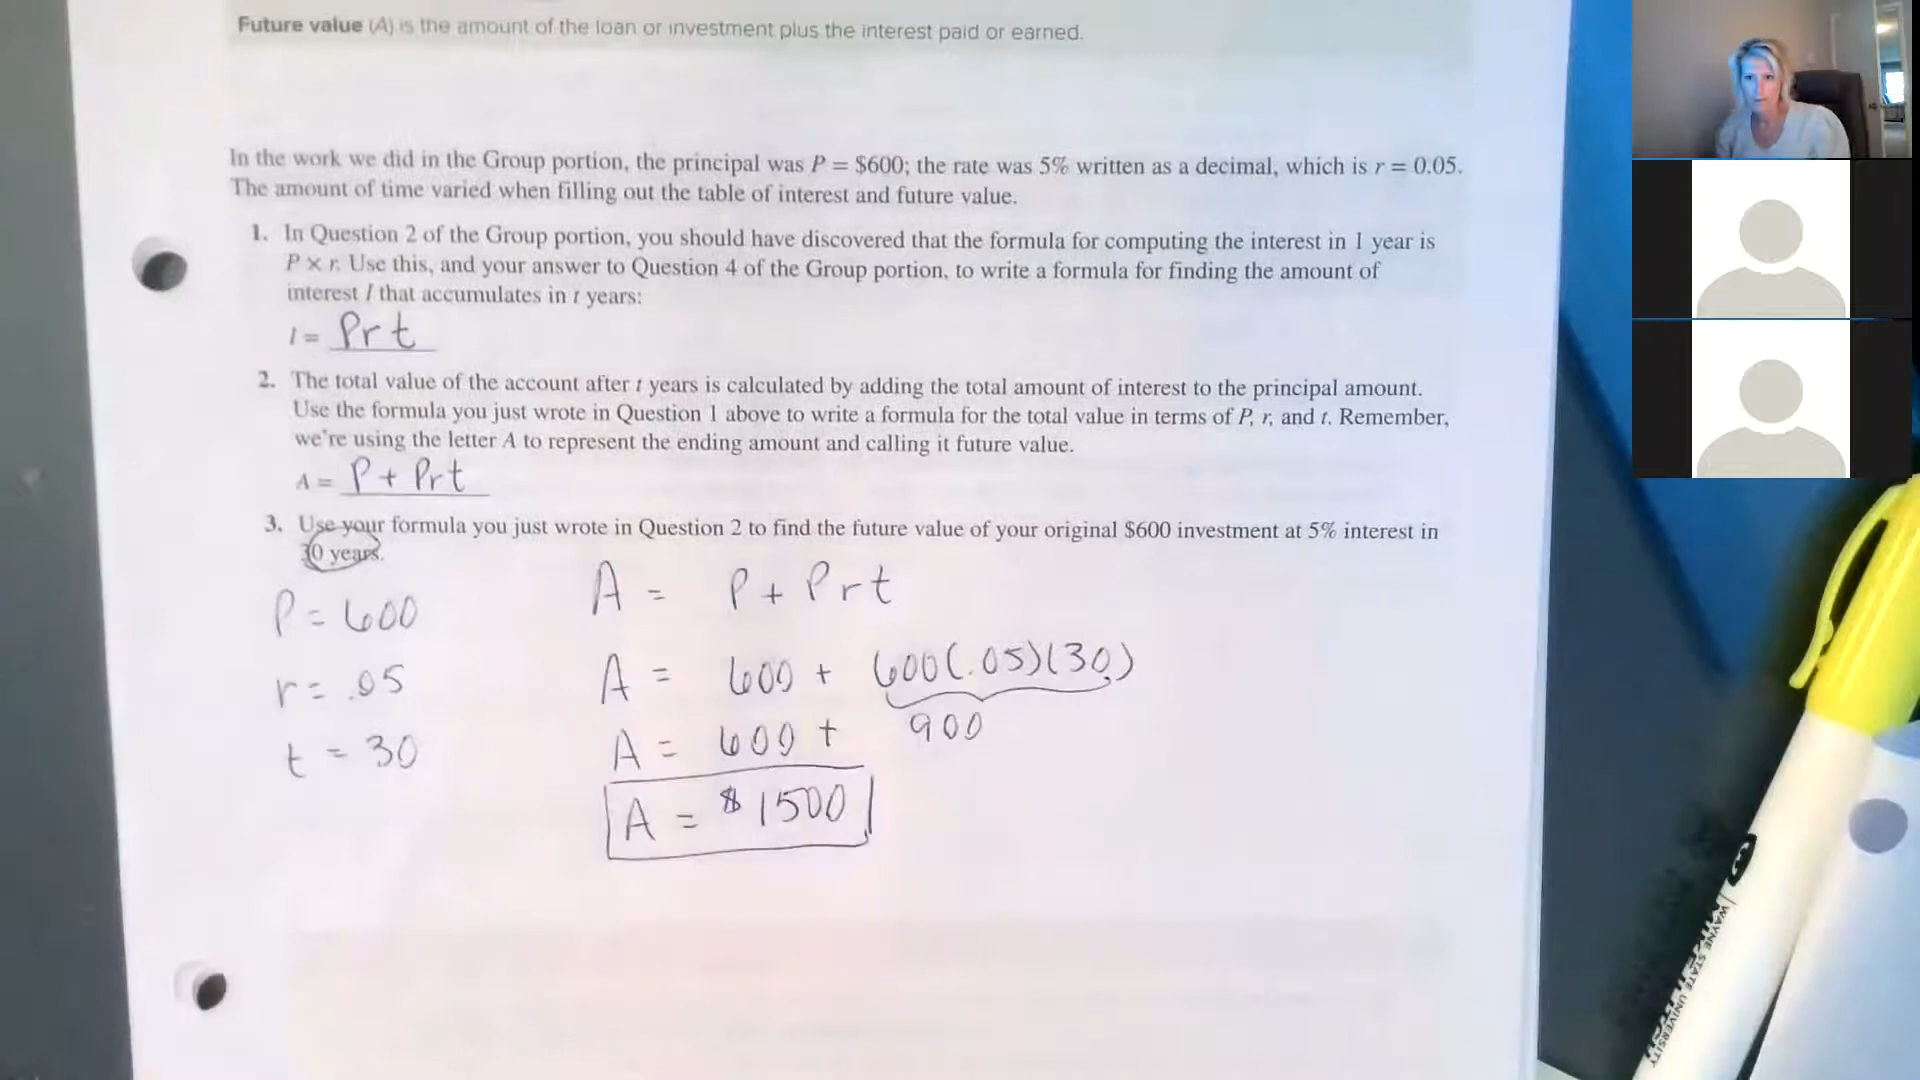 Future value (A) is the amount of the loan or investment plus the interest paid or earned.
In the work we did in the Group portion, the principal was P = $600; the rate was 5% written as a decimal, which is r = 0.05.
The amount of time varied when filling out the table of interest and future value.
1. In Question 2 of the Group portion, you should have discovered that the formula for computing the interest in 1 year is
P × r. Use this, and your answer to Question 4 of the Group portion, to write a formula for finding the amount of
interest I that accumulates in t years:
I = Prt
2. The total value of the account after t years is calculated by adding the total amount of interest to the principal amount.
Use the formula you just wrote in Question 1 above to write a formula for the total value in terms of P, r, and t. Remember,
we're using the letter A to represent the ending amount and calling it future value.
A = P + Prt
3. Use your formula you just wrote in Question 2 to find the future value of your original $600 investment at 5% interest in
30 years.
P = 600
r = .05
t = 30
A = P + Prt
A = 600 + 600(.05)(30)
A = 600 + 900
A = $1500
WAYNE STATE UNIVERSITY